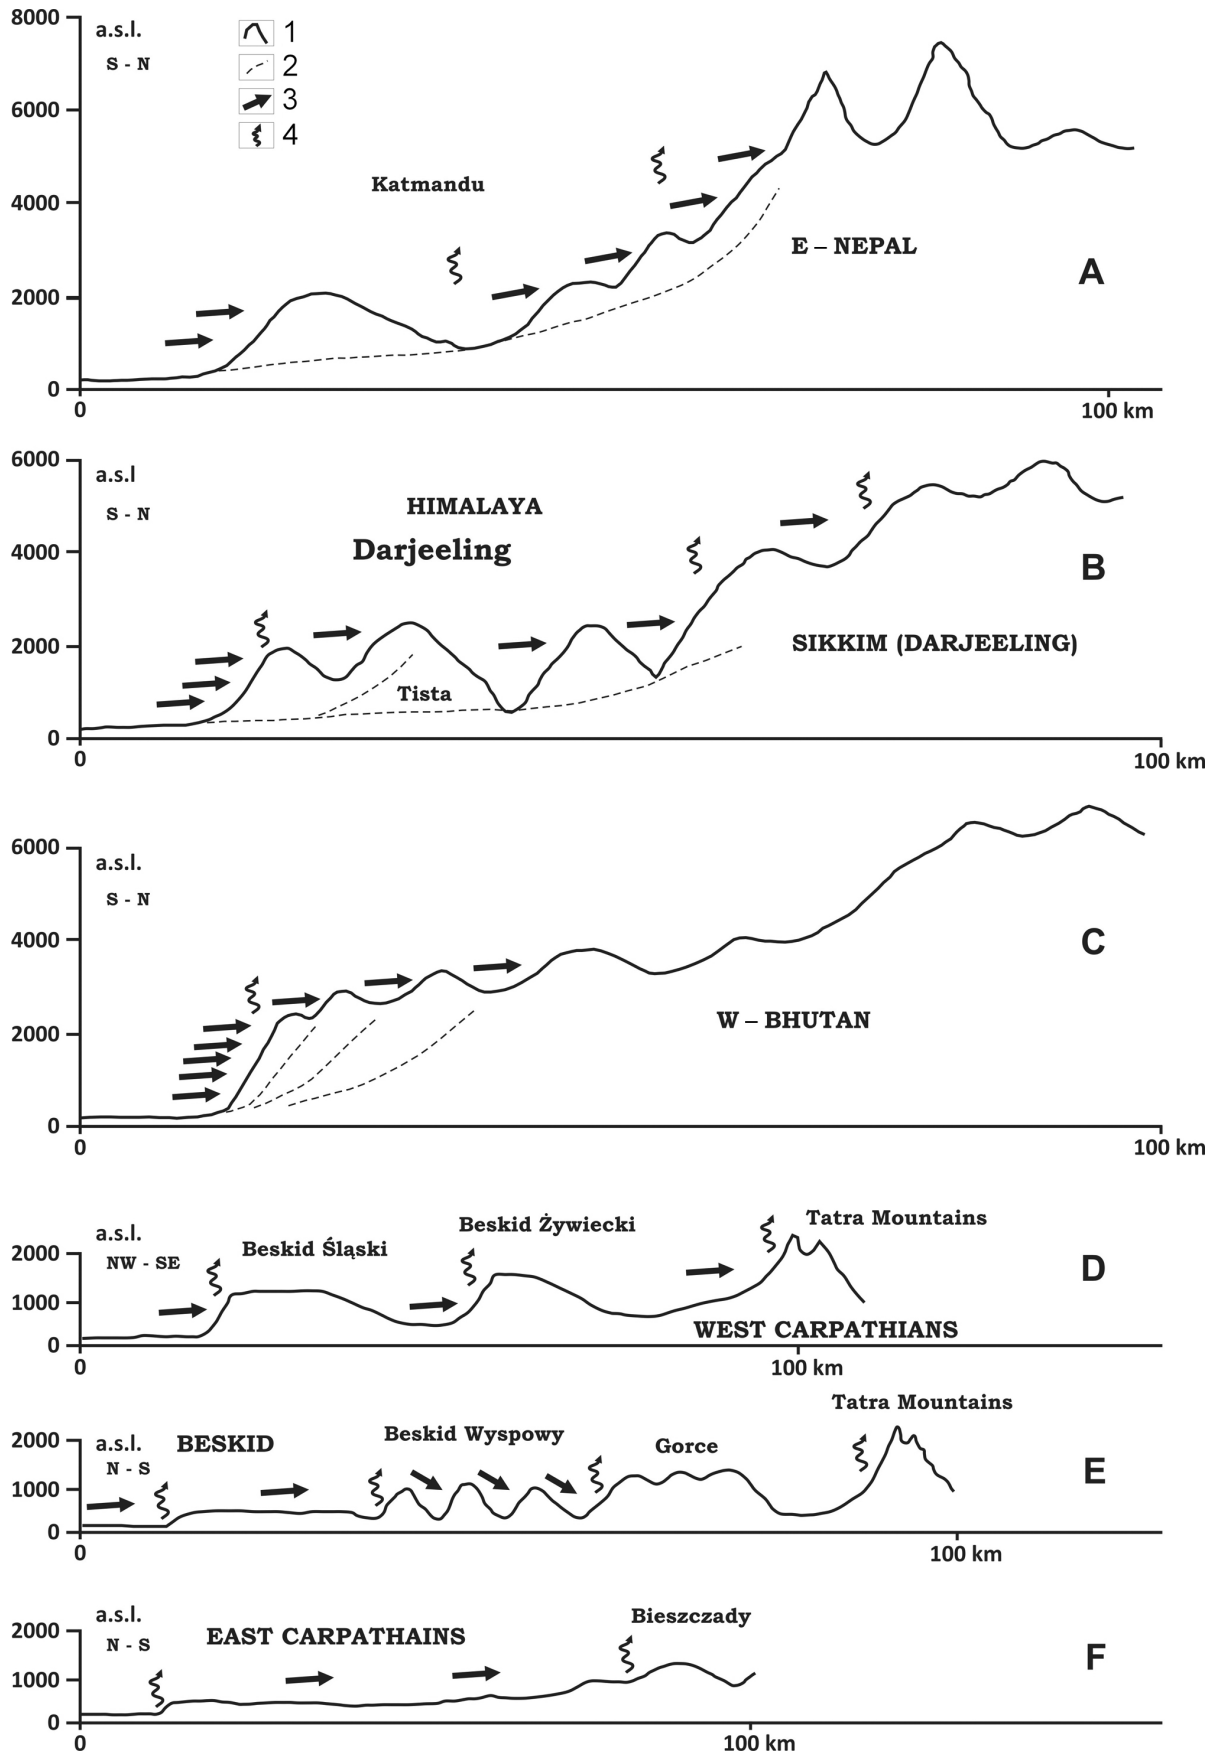 8000
a.s.l.
S - N
1
2
3
4
6000
4000
2000
0
Katmandu
E – NEPAL
A
0
100 km
6000
a.s.l
S - N
4000
2000
0
HIMALAYA
Darjeeling
B
SIKKIM (DARJEELING)
Tista
0
100 km
6000
a.s.l.
S - N
4000
2000
0
C
W – BHUTAN
0
100 km
a.s.l.
NW - SE
2000
1000
0
Beskid Śląski
Beskid Żywiecki
Tatra Mountains
D
WEST CARPATHIANS
0
100 km
Tatra Mountains
2000
1000
0
a.s.l.
N - S
BESKID
Beskid Wyspowy
Gorce
E
0
100 km
a.s.l.
N - S
2000
1000
0
EAST CARPATHAINS
Bieszczady
F
0
100 km